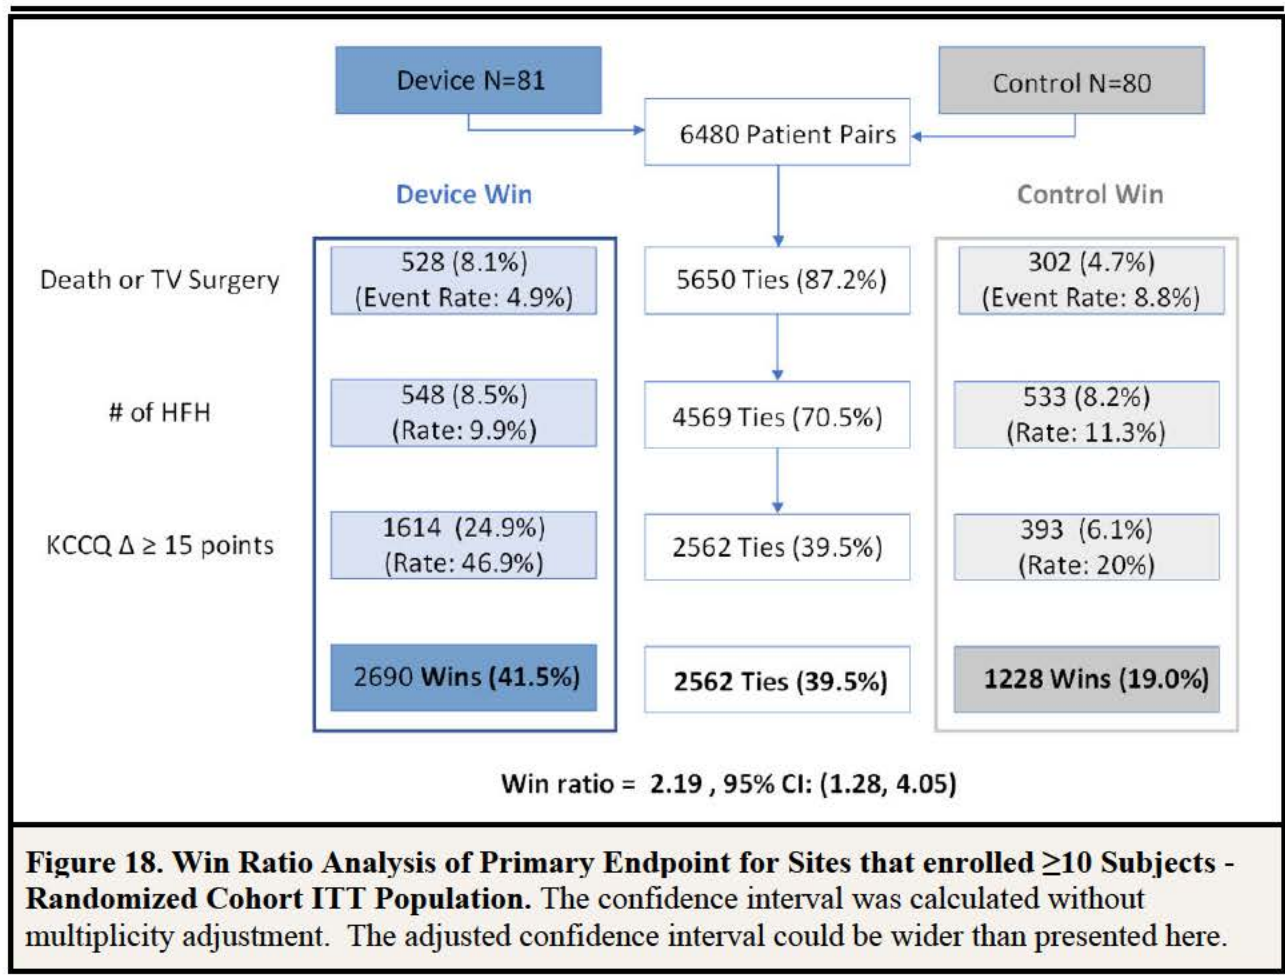 Device N=81
Control N=80
6480 Patient Pairs
Device Win
Control Win
Death or TV Surgery
528 (8.1%)
(Event Rate: 4.9%)
5650 Ties (87.2%)
302 (4.7%)
(Event Rate: 8.8%)
# of HFH
548 (8.5%)
(Rate: 9.9%)
4569 Ties (70.5%)
533 (8.2%)
(Rate: 11.3%)
KCCQ Δ ≥ 15 points
1614 (24.9%)
(Rate: 46.9%)
2562 Ties (39.5%)
393 (6.1%)
(Rate: 20%)
2690 Wins (41.5%)
2562 Ties (39.5%)
1228 Wins (19.0%)
Win ratio = 2.19 , 95% CI: (1.28, 4.05)
Figure 18. Win Ratio Analysis of Primary Endpoint for Sites that enrolled ≥10 Subjects -
Randomized Cohort ITT Population. The confidence interval was calculated without
multiplicity adjustment. The adjusted confidence interval could be wider than presented here.